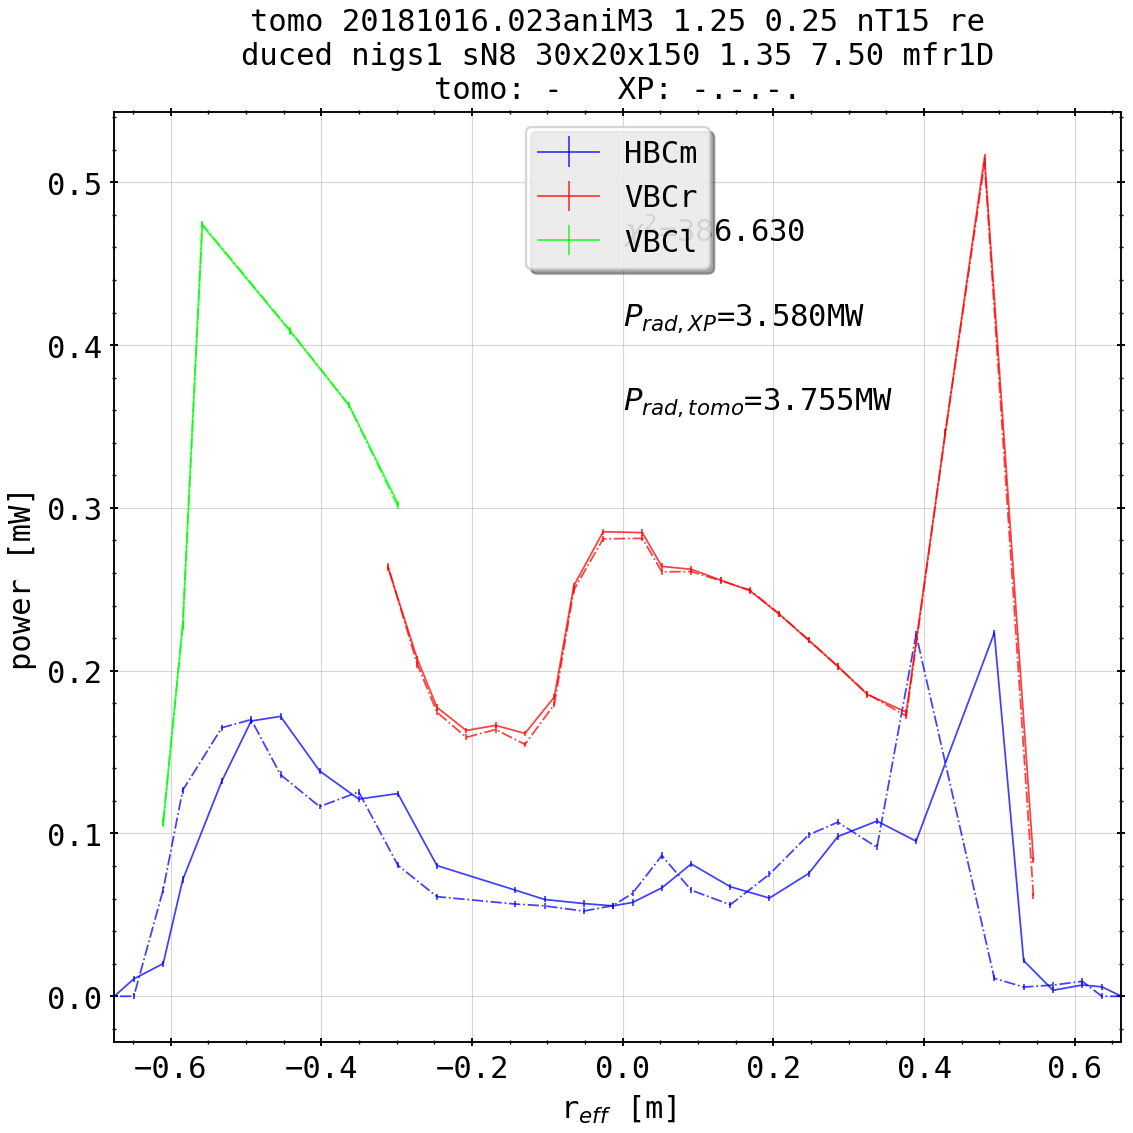 tomo 20181016.023aniM3 1.25 0.25 nT15 re
duced nigs1 sN8 30x20x150 1.35 7.50 mfr1D
tomo: -   XP: -.-.-.
HBCm
VBCr
VBCl
χ²=386.630
P_rad,XP=3.580MW
P_rad,tomo=3.755MW
power [mW]
0.5
0.4
0.3
0.2
0.1
0.0
−0.6 −0.4 −0.2 0.0 0.2 0.4 0.6
r_eff [m]